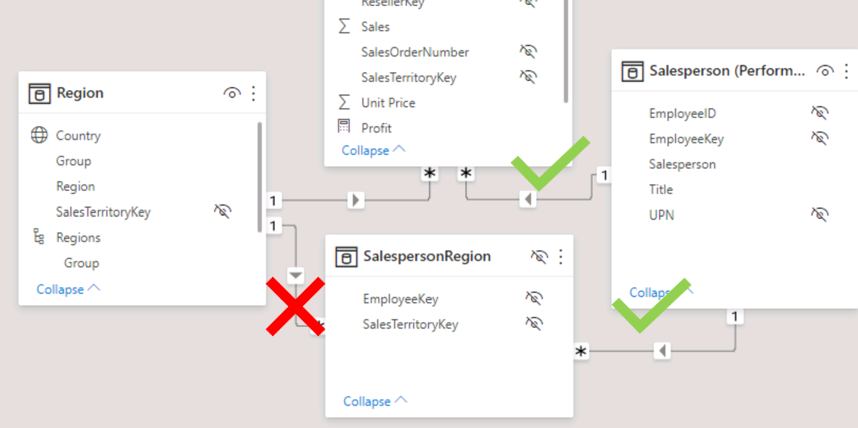 ResellerKey
Sales
SalesOrderNumber
SalesTerritoryKey
Unit Price
Profit
Collapse
Region
Country
Group
Region
SalesTerritoryKey
Regions
Group
Collapse
Salesperson (Perform...
EmployeeID
EmployeeKey
Salesperson
Title
UPN
Collapse
SalespersonRegion
EmployeeKey
SalesTerritoryKey
Collapse
1
*
*
1
1
*
1